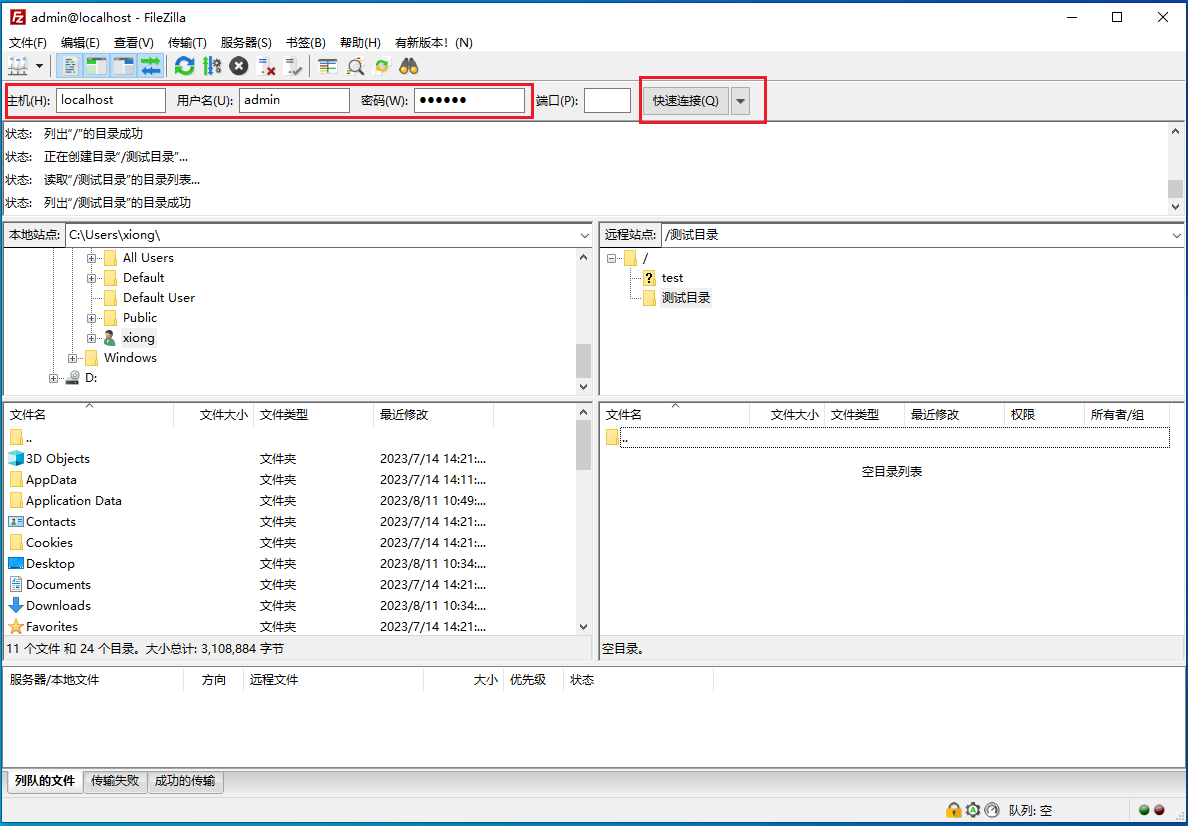 admin@localhost - FileZilla
文件(F) 编辑(E) 查看(V) 传输(T) 服务器(S) 书签(B) 帮助(H) 有新版本! (N)
主机(H): localhost 用户名(U): admin 密码(W): ●●●●●● 端口(P): 快速连接(Q)
状态: 列出“/”的目录成功
状态: 正在创建目录“/测试目录”...
状态: 读取“/测试目录”的目录列表...
状态: 列出“/测试目录”的目录成功
本地站点: C:\Users\xiong\
All Users
Default
Default User
Public
xiong
Windows
D:
远程站点: /测试目录
/
test
测试目录
文件名 文件大小 文件类型 最近修改
..
3D Objects 文件夹 2023/7/14 14:21:...
AppData 文件夹 2023/7/14 14:11:...
Application Data 文件夹 2023/8/11 10:49:...
Contacts 文件夹 2023/7/14 14:21:...
Cookies 文件夹 2023/7/14 14:21:...
Desktop 文件夹 2023/8/11 10:34:...
Documents 文件夹 2023/7/14 14:21:...
Downloads 文件夹 2023/8/11 10:34:...
Favorites 文件夹 2023/7/14 14:21:...
11 个文件 和 24 个目录。大小总计: 3,108,884 字节
文件名 文件大小 文件类型 最近修改 权限 所有者/组
..
空目录列表
空目录。
服务器/本地文件 方向 远程文件 大小 优先级 状态
列队的文件 传输失败 成功的传输
队列: 空